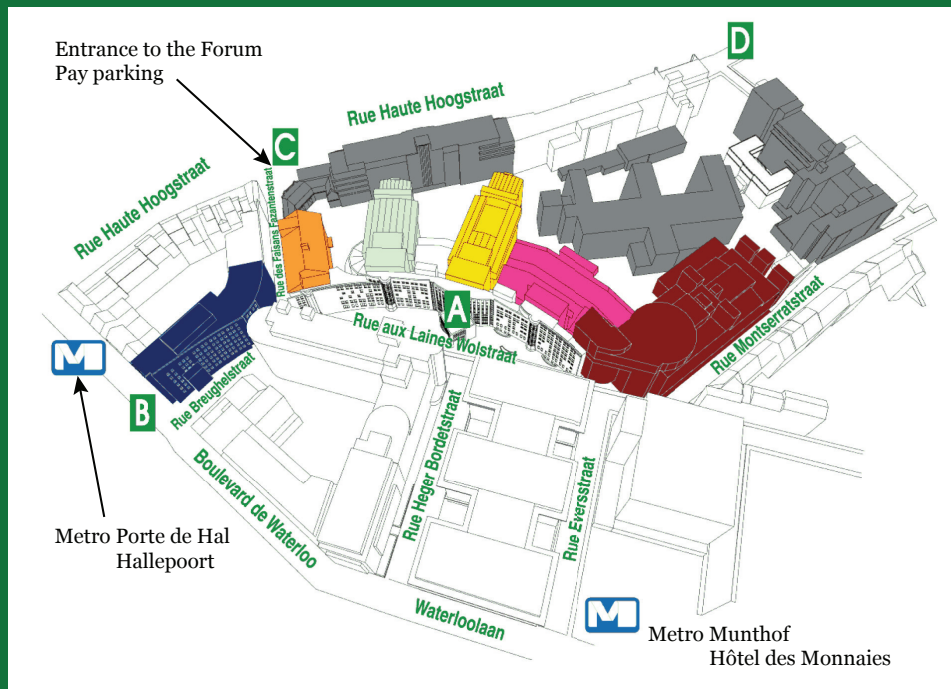 Entrance to the Forum
Pay parking
D
Rue Haute Hoogstraat
C
Rue Haute Hoogstraat
Rue des Faisans Fazantenstraat
A
Rue aux Laines Wolstraat
Rue Montserratstraat
M
B
Rue Breughelstraat
Rue Heger Bordetstraat
Rue Eversstraat
Boulevard de Waterloo
Metro Porte de Hal
Hallepoort
Waterloolaan
M
Metro Munthof
Hôtel des Monnaies